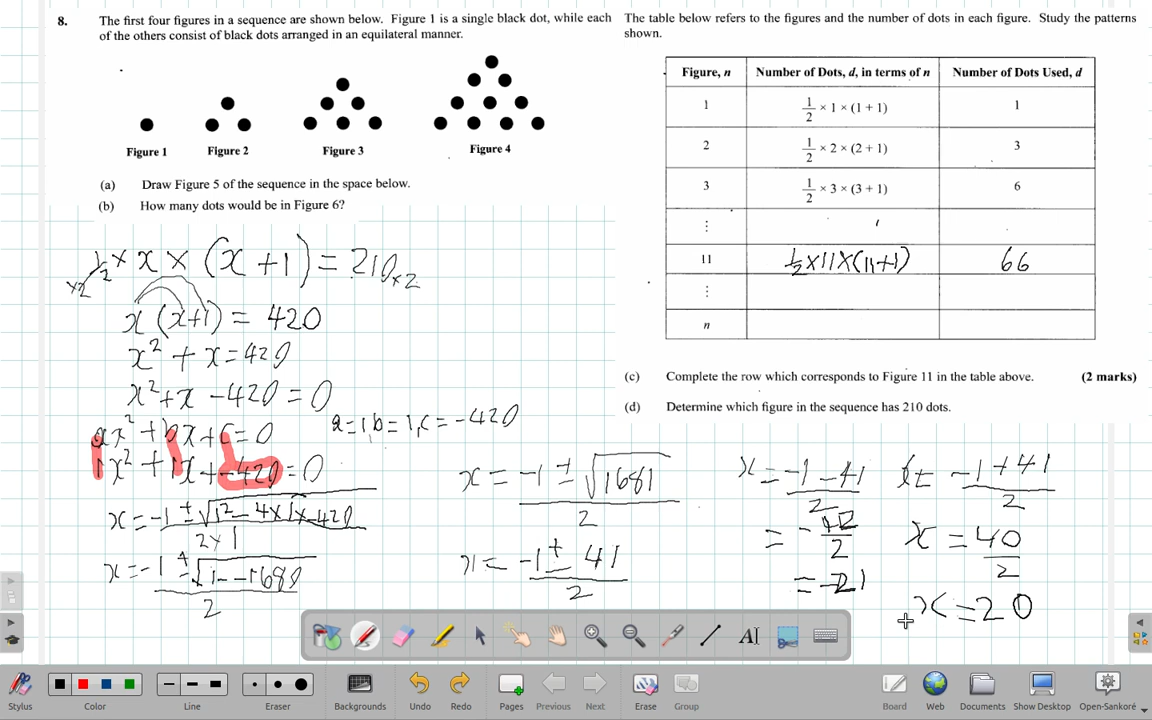 8. The first four figures in a sequence are shown below. Figure 1 is a single black dot, while each
of the others consist of black dots arranged in an equilateral manner.
Figure 1 Figure 2 Figure 3 Figure 4
(a) Draw Figure 5 of the sequence in the space below.
(b) How many dots would be in Figure 6?
½ × x × (x + 1) = 210
×2 ×2
x (x+1) = 420
x² + x = 420
x² + x - 420 = 0
ax² + bx + c = 0 a=1, b=1, c=-420
1x² + 1x + -420 = 0
x = -1 ± √1² - 4×1×-420
2×1
x = -1 ± √1 - -1680
2
x = -1 ± √1681
2
x = -1 ± 41
2
x = -1 - 41
2
= -42
2
= -21
x = -1 + 41
2
x = 40
2
x = 20
The table below refers to the figures and the number of dots in each figure. Study the patterns
shown.
Figure, n Number of Dots, d, in terms of n Number of Dots Used, d
1 1/2 × 1 × (1 + 1) 1
2 1/2 × 2 × (2 + 1) 3
3 1/2 × 3 × (3 + 1) 6
⋮
11 ½ × 11 × (11+1) 66
⋮
n
(c) Complete the row which corresponds to Figure 11 in the table above. (2 marks)
(d) Determine which figure in the sequence has 210 dots.
Stylus Color Line Eraser Backgrounds Undo Redo Pages Previous Next Erase Group Board Web Documents Show Desktop Open-Sankoré